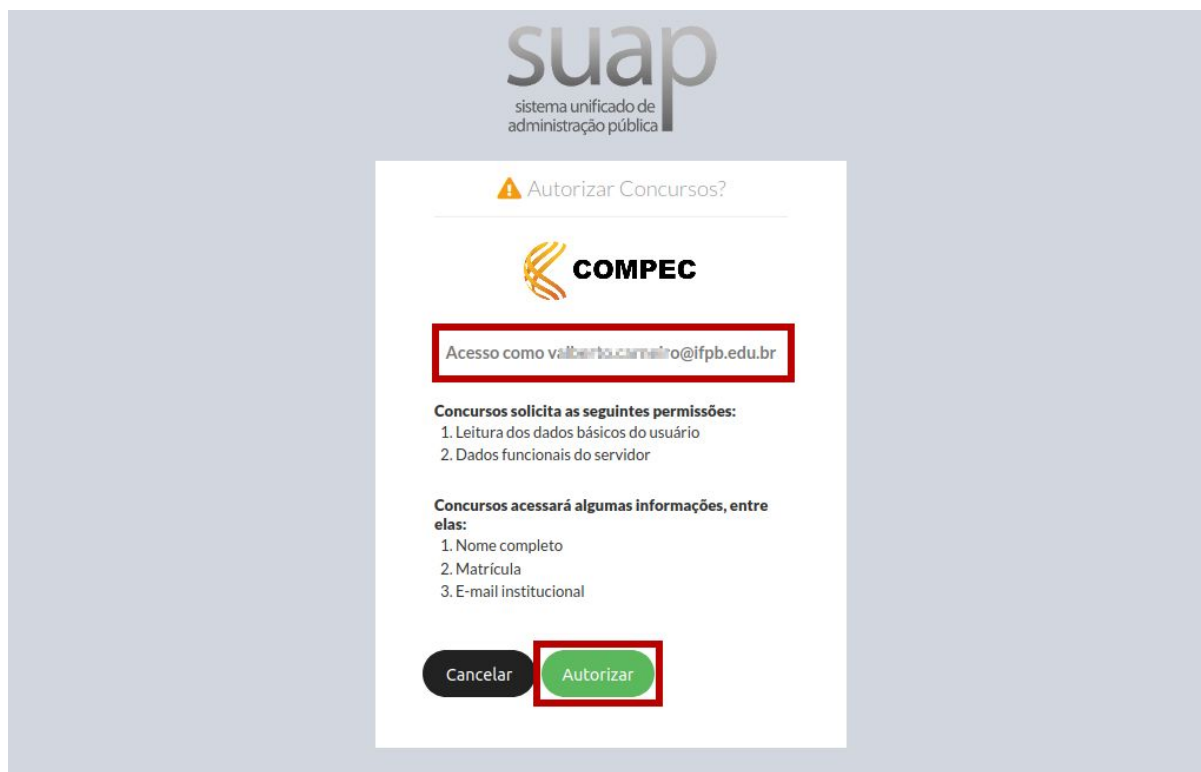 suap
sistema unificado de
administração pública
Autorizar Concursos?
COMPEC
Acesso como @ifpb.edu.br
Concursos solicita as seguintes permissões:
1. Leitura dos dados básicos do usuário
2. Dados funcionais do servidor
Concursos acessará algumas informações, entre
elas:
1. Nome completo
2. Matrícula
3. E-mail institucional
Cancelar
Autorizar